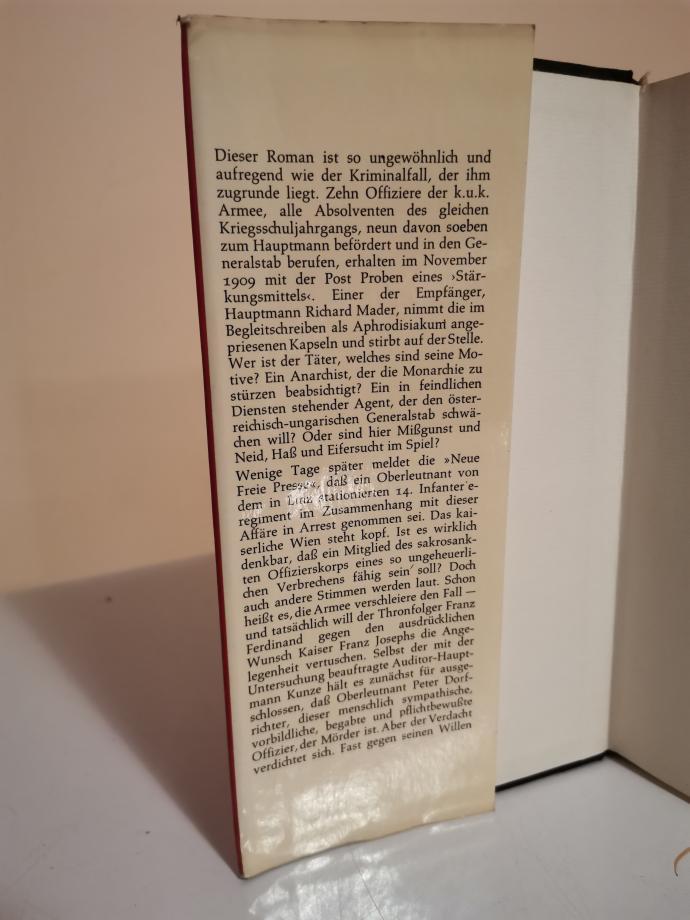 Dieser Roman ist so ungewöhnlich und
aufregend wie der Kriminalfall, der ihm
zugrunde liegt. Zehn Offiziere der k.u.k.
Armee, alle Absolventen des gleichen
Kriegsschuljahrgangs, neun davon soeben
zum Hauptmann befördert und in den Ge-
neralstab berufen, erhalten im November
1909 mit der Post Proben eines ›Stär-
kungsmittels‹. Einer der Empfänger,
Hauptmann Richard Mader, nimmt die im
Begleitschreiben als Aphrodisiakum ange-
priesenen Kapseln und stirbt auf der Stelle.
Wer ist der Täter, welches sind seine Mo-
tive? Ein Anarchist, der die Monarchie zu
stürzen beabsichtigt? Ein in feindlichen
Diensten stehender Agent, der den öster-
reichisch-ungarischen Generalstab schwä-
chen will? Oder sind hier Mißgunst und
Neid, Haß und Eifersucht im Spiel?
Wenige Tage später meldet die »Neue
Freie Presse«, daß ein Oberleutnant von
dem in Linz stationierten 14. Infanterie-
regiment im Zusammenhang mit dieser
Affäre in Arrest genommen sei. Das kai-
serliche Wien steht kopf. Ist es wirklich
denkbar, daß ein Mitglied des sakrosank-
ten Offizierskorps eines so ungeheuerli-
chen Verbrechens fähig sein soll? Doch
auch andere Stimmen werden laut. Schon
heißt es, die Armee verschleiere den Fall —
und tatsächlich will der Thronfolger Franz
Ferdinand gegen den ausdrücklichen
Wunsch Kaiser Franz Josephs die Ange-
legenheit vertuschen. Selbst der mit der
Untersuchung beauftragte Auditor-Haupt-
mann Kunze hält es zunächst für ausge-
schlossen, daß Oberleutnant Peter Dorf-
richter, dieser menschlich sympathische,
vorbildliche, begabte und pflichtbewußte
Offizier, der Mörder ist. Aber der Verdacht
verdichtet sich. Fast gegen seinen Willen